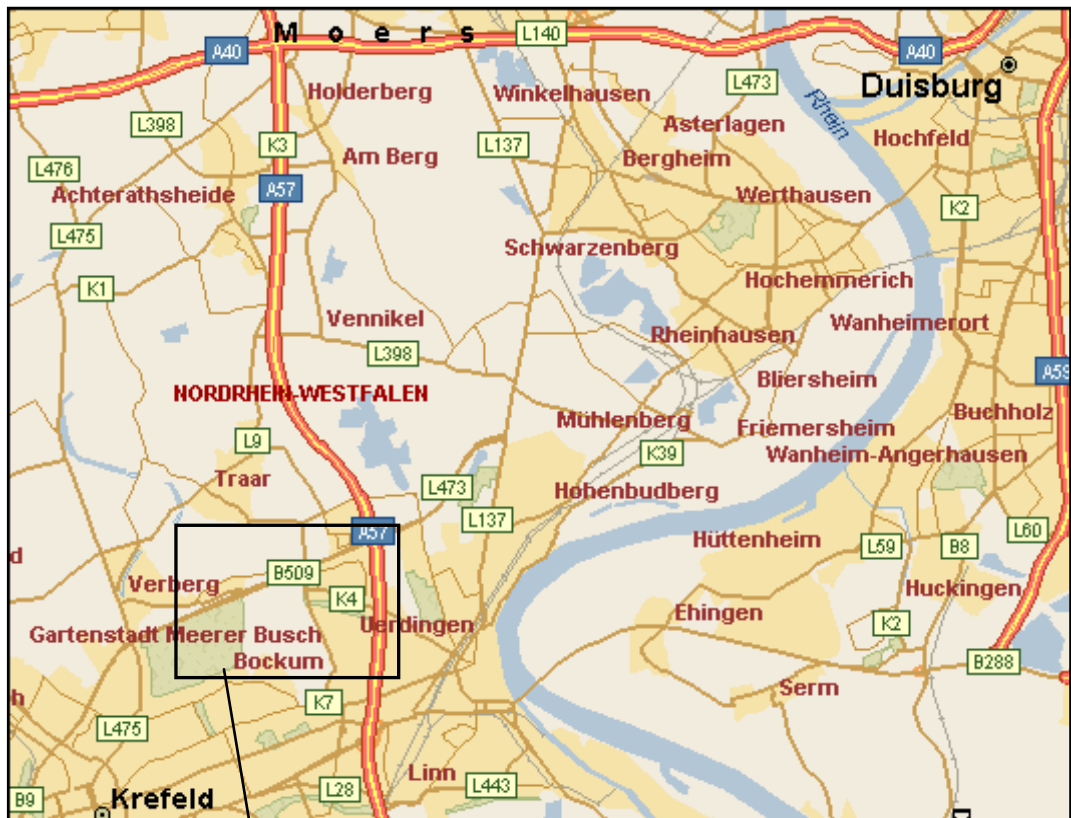 Moers
L140
A40
A40
L473
Duisburg
Holderberg
Winkelhausen
Rhein
L398
Asterlagen
Hochfeld
K3
L137
Am Berg
Bergheim
L476
Achterathsheide
A57
Werthausen
K2
L475
Schwarzenberg
K1
Hochemmerich
Vennikel
Rheinhausen
Wanheimerort
L398
A59
Bliersheim
NORDRHEIN-WESTFALEN
Buchholz
Mühlenberg
Friemersheim
L9
K39
Wanheim-Angerhausen
Traar
L473
Hohenbudberg
L137
A57
L60
Hüttenheim
L59
B8
d
B509
Verberg
Huckingen
K4
Ehingen
Uerdingen
K2
Gartenstadt Meerer Busch
Bockum
B288
Serm
h
K7
L475
Linn
L28
L443
B9
Krefeld